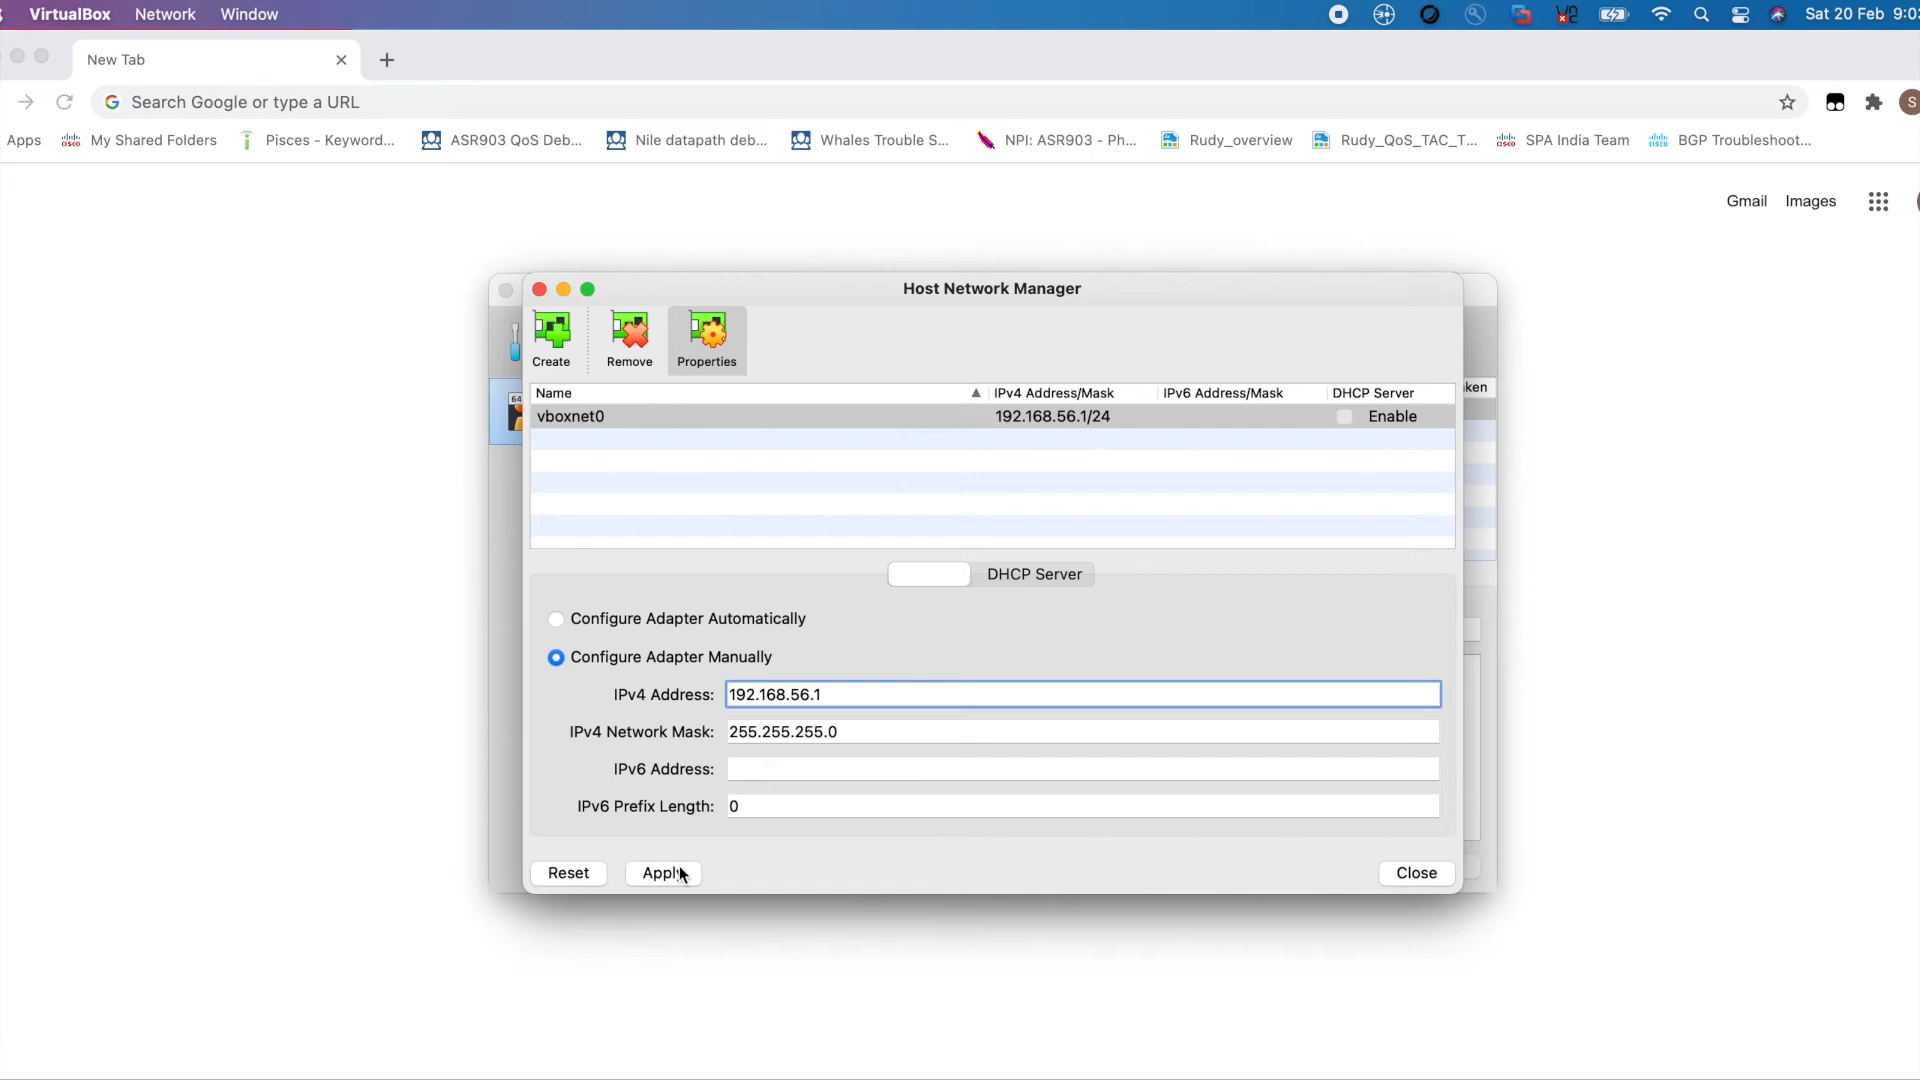 VirtualBox Network Window Sat 20 Feb 9:03
New Tab
Search Google or type a URL
Apps My Shared Folders Pisces - Keyword... ASR903 QoS Deb... Nile datapath deb... Whales Trouble S... NPI: ASR903 - Ph... Rudy_overview Rudy_QoS_TAC_T... SPA India Team BGP Troubleshoot...
Gmail Images
Host Network Manager
Create Remove Properties
Name IPv4 Address/Mask IPv6 Address/Mask DHCP Server
vboxnet0 192.168.56.1/24 Enable
DHCP Server
Configure Adapter Automatically
Configure Adapter Manually
IPv4 Address: 192.168.56.1
IPv4 Network Mask: 255.255.255.0
IPv6 Address:
IPv6 Prefix Length: 0
Reset Apply Close